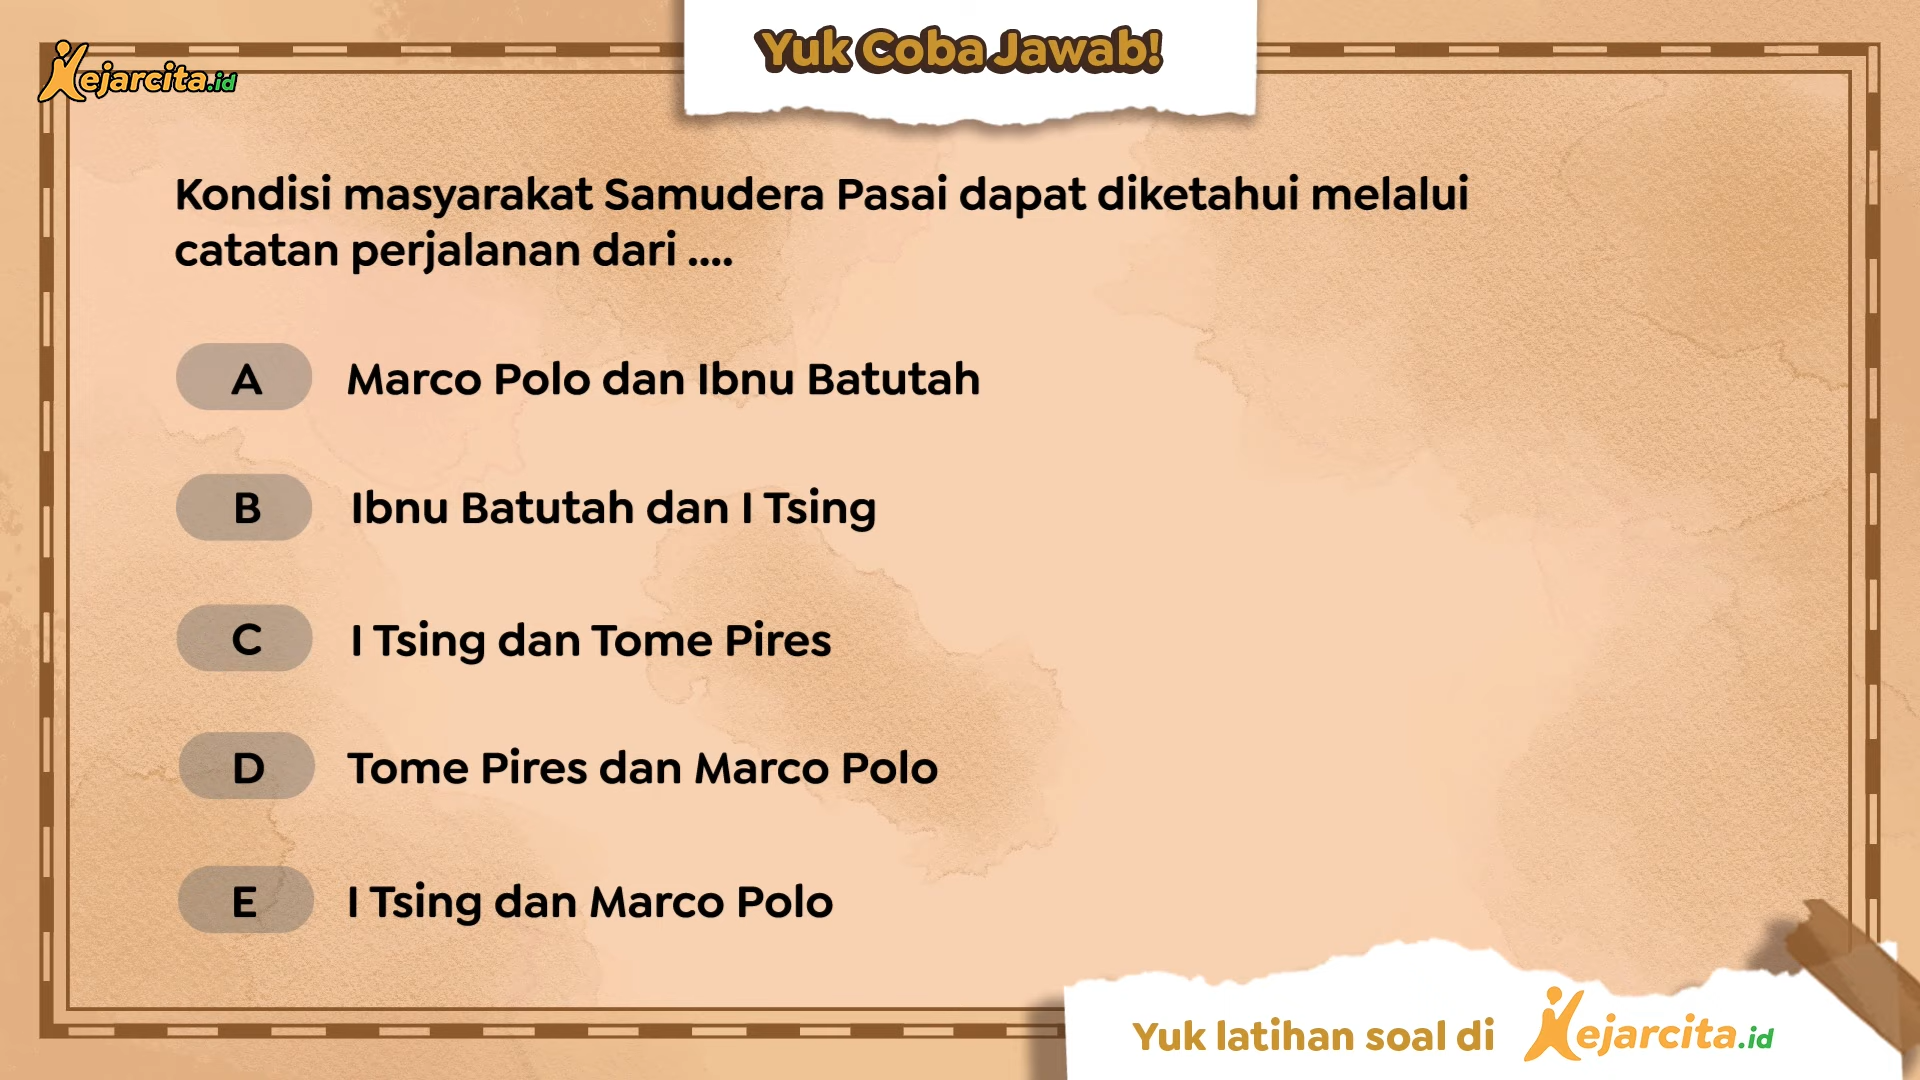 Yuk Coba Jawab!
Kejarcita.id
Kondisi masyarakat Samudera Pasai dapat diketahui melalui
catatan perjalanan dari ....
A Marco Polo dan Ibnu Batutah
B Ibnu Batutah dan I Tsing
C I Tsing dan Tome Pires
D Tome Pires dan Marco Polo
E I Tsing dan Marco Polo
Yuk latihan soal di Kejarcita.id